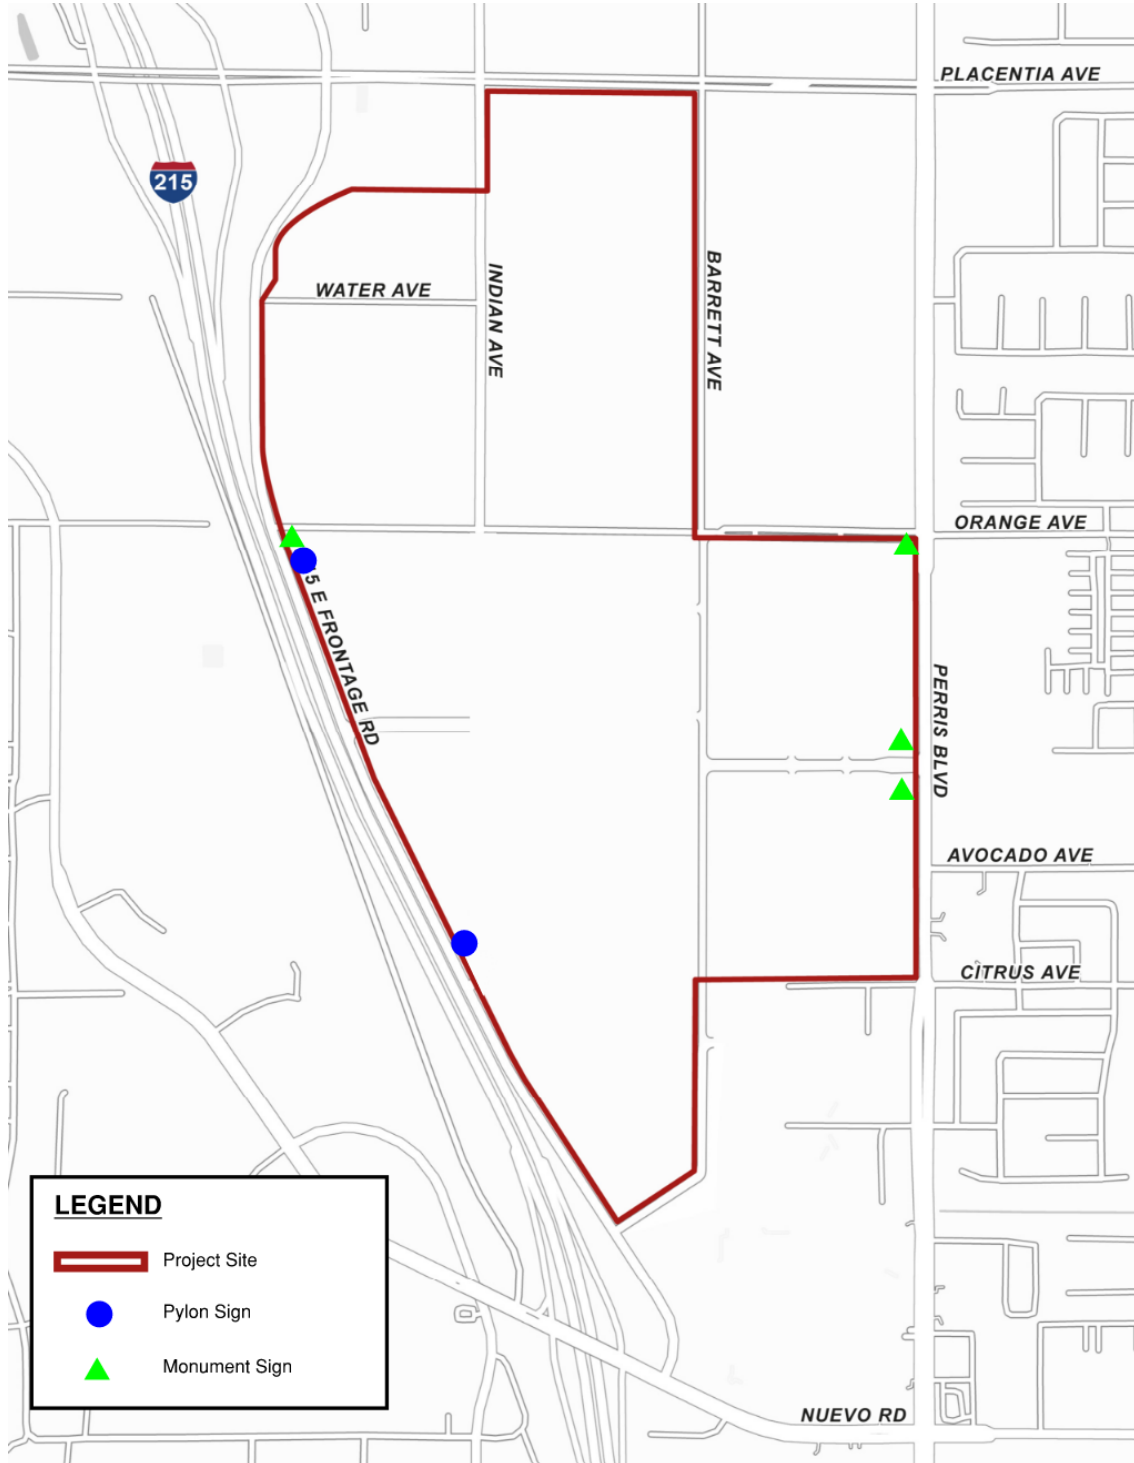 PLACENTIA AVE
215
WATER AVE
INDIAN AVE
BARRETT AVE
ORANGE AVE
5 E FRONTAGE RD
PERRIS BLVD
AVOCADO AVE
CITRUS AVE
LEGEND
Project Site
Pylon Sign
Monument Sign
NUEVO RD